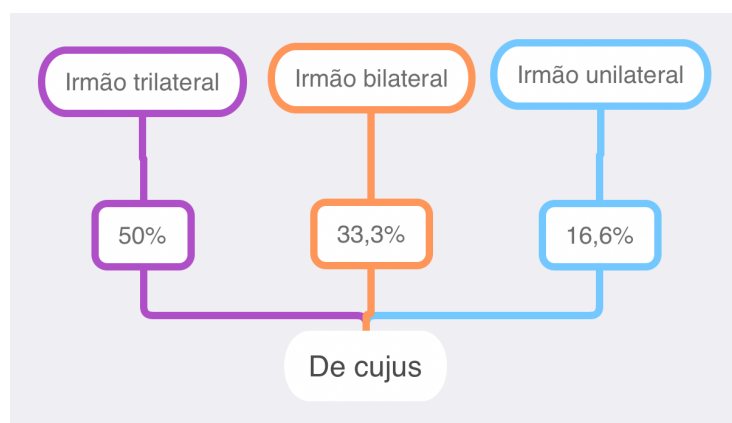 Irmão trilateral
Irmão bilateral
Irmão unilateral
50%
33,3%
16,6%
De cujus